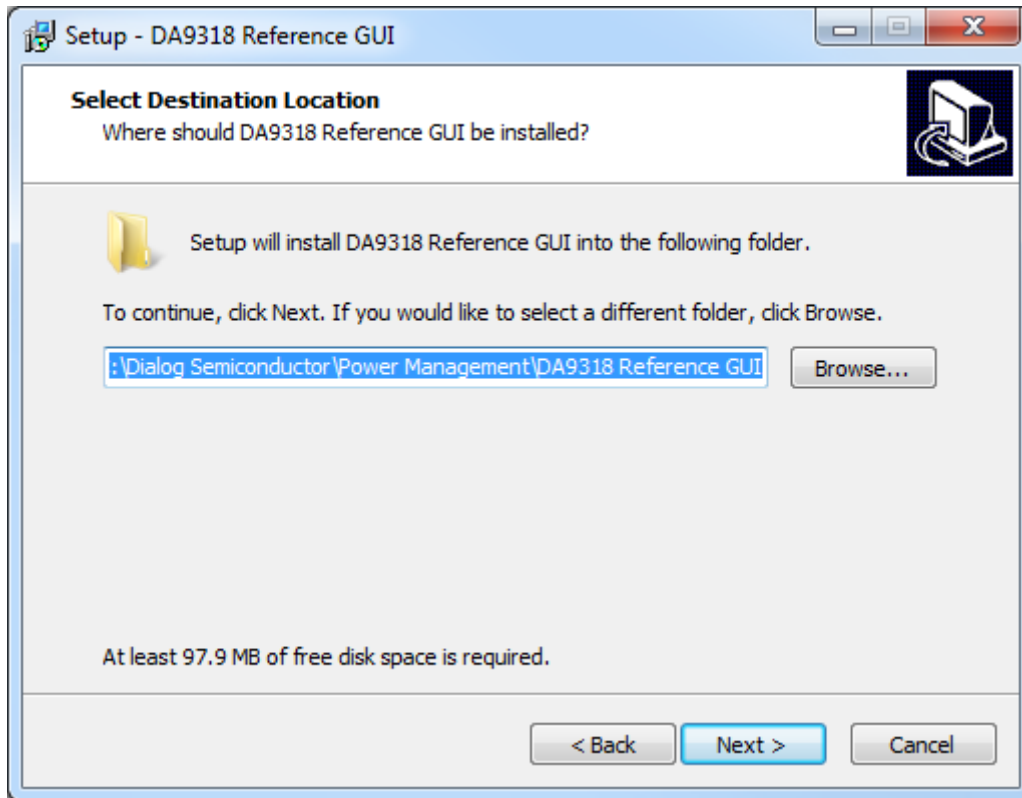 Setup - DA9318 Reference GUI
Select Destination Location
Where should DA9318 Reference GUI be installed?
Setup will install DA9318 Reference GUI into the following folder.
To continue, click Next. If you would like to select a different folder, click Browse.
:\Dialog Semiconductor\Power Management\DA9318 Reference GUI
Browse...
At least 97.9 MB of free disk space is required.
< Back
Next >
Cancel